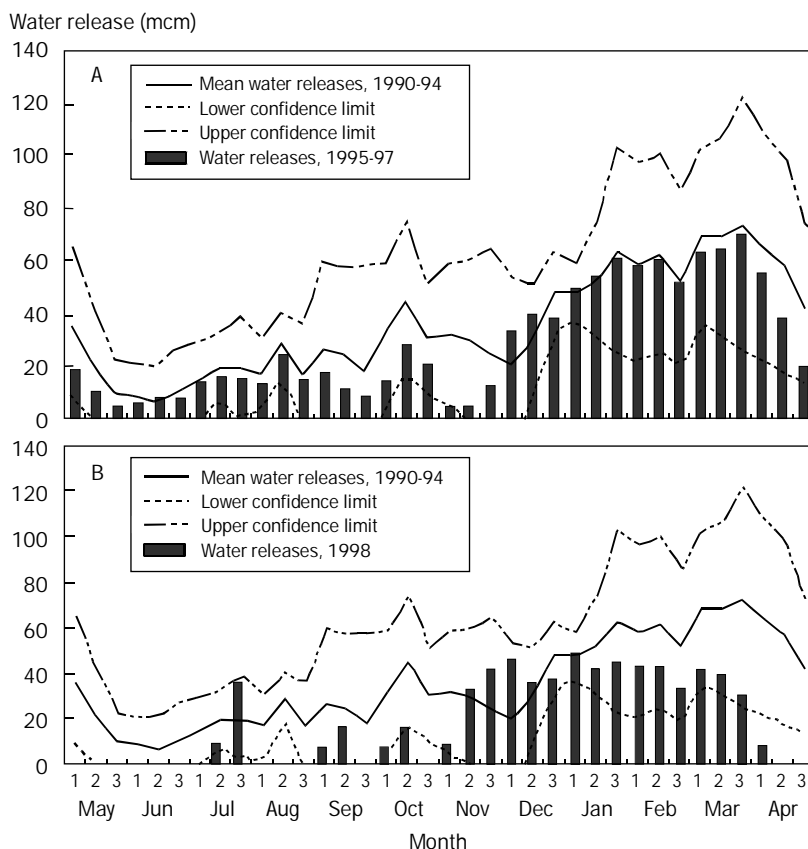 Water release (mcm)
140
120
100
80
60
40
20
0
A
Mean water releases, 1990-94
Lower confidence limit
Upper confidence limit
Water releases, 1995-97
140
120
100
80
60
40
20
0
B
Mean water releases, 1990-94
Lower confidence limit
Upper confidence limit
Water releases, 1998
1 2 3 1 2 3 1 2 3 1 2 3 1 2 3 1 2 3 1 2 3 1 2 3 1 2 3 1 2 3 1 2 3 1 2 3
May Jun Jul Aug Sep Oct Nov Dec Jan Feb Mar Apr
Month